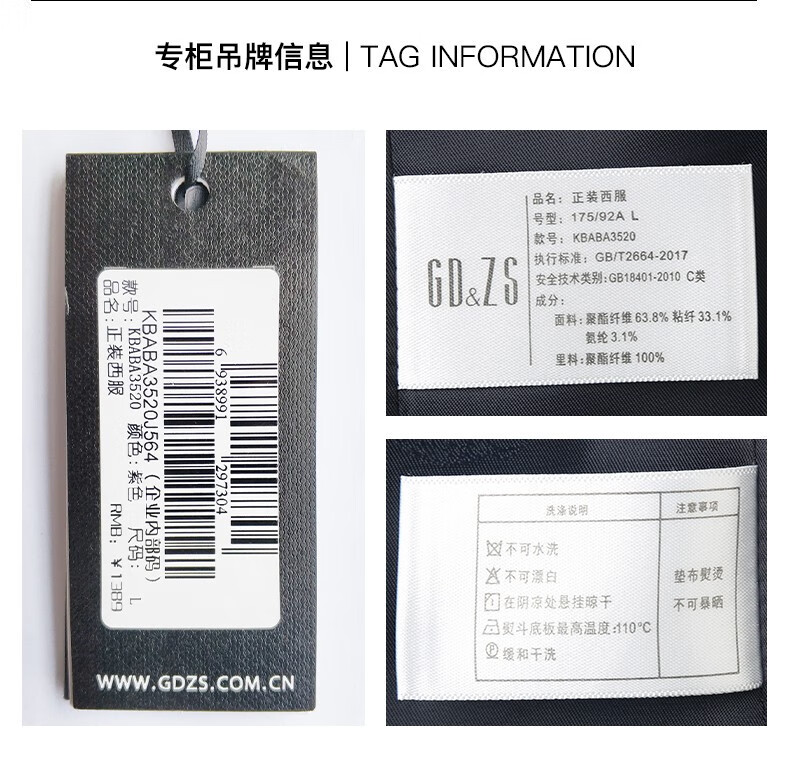 专柜吊牌信息 | TAG INFORMATION
款号: KBABA3520 颜色: 紫色 尺码: L
品名: 正装西服 RMB: ¥1389
KBABA3520J564 (企业内部码)
6 938991 297304
WWW.GDZS.COM.CN
GD&ZS
品名: 正装西服
号型: 175/92A L
款号: KBABA3520
执行标准: GB/T2664-2017
安全技术类别:GB18401-2010 C类
成分:
面料: 聚酯纤维 63.8% 粘纤 33.1%
氨纶 3.1%
里料: 聚酯纤维 100%
洗涤说明
注意事项
不可水洗
不可漂白
在阴凉处悬挂晾干
熨斗底板最高温度:110℃
缓和干洗
垫布熨烫
不可暴晒